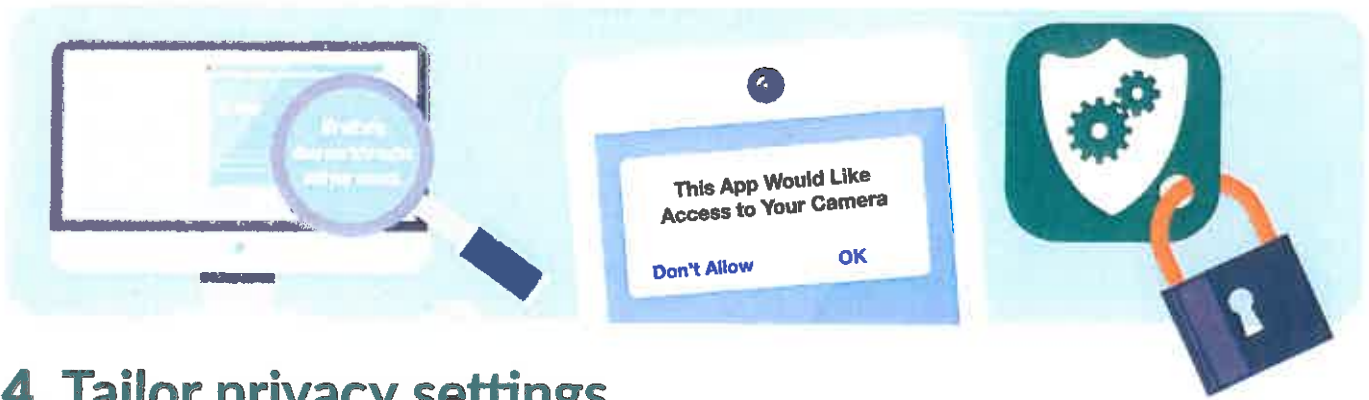 This App Would Like
Access to Your Camera
Don't Allow
OK
4 Tailor privacy settings